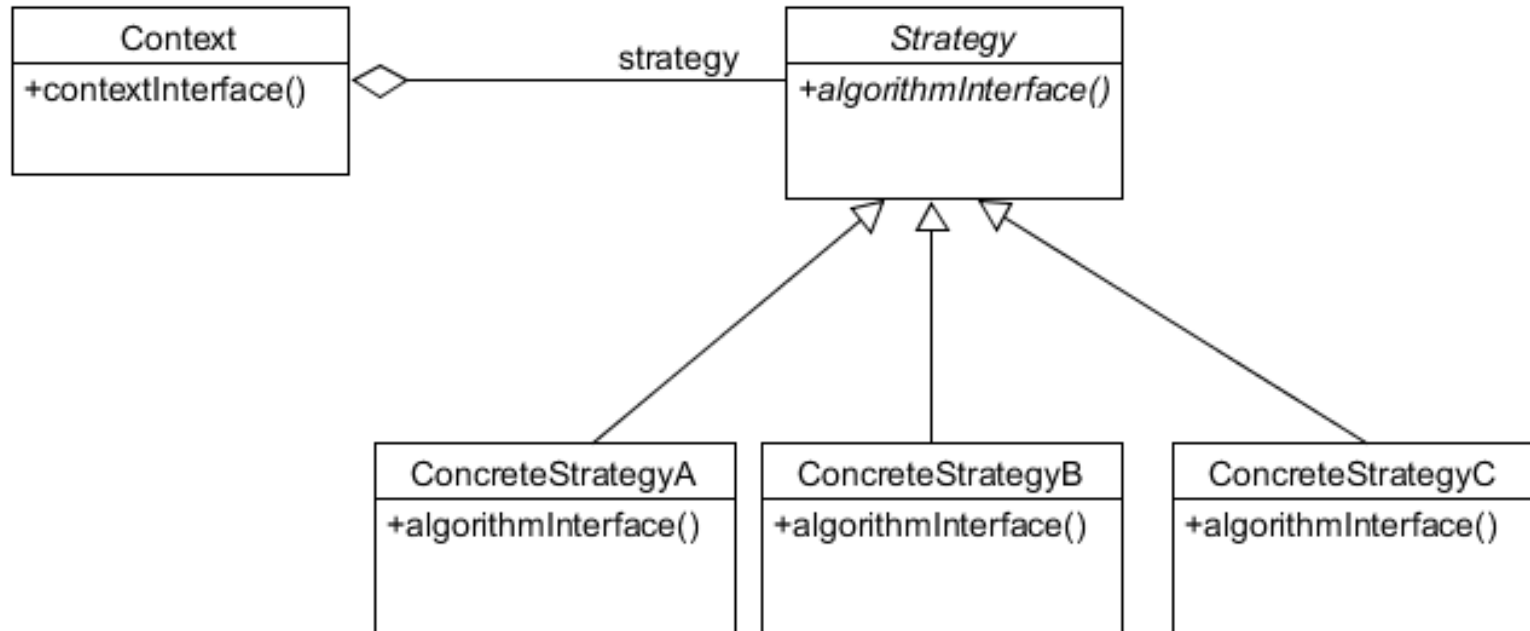 Context
+contextInterface()
strategy
Strategy
+algorithmInterface()
ConcreteStrategyA
+algorithmInterface()
ConcreteStrategyB
+algorithmInterface()
ConcreteStrategyC
+algorithmInterface()